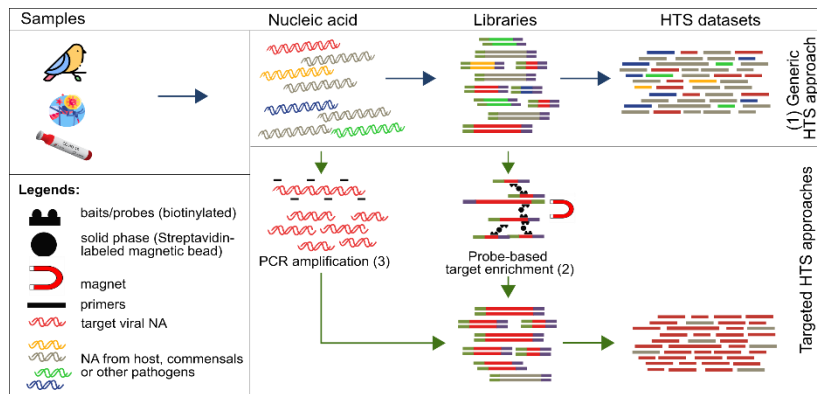 Samples
Nucleic acid
Libraries
HTS datasets
(1) Generic
HTS approach
Legends:
baits/probes (biotinylated)
solid phase (Streptavidin-
labeled magnetic bead)
magnet
primers
target viral NA
NA from host, commensals
or other pathogens
PCR amplification (3)
Probe-based
target enrichment (2)
Targeted HTS approaches